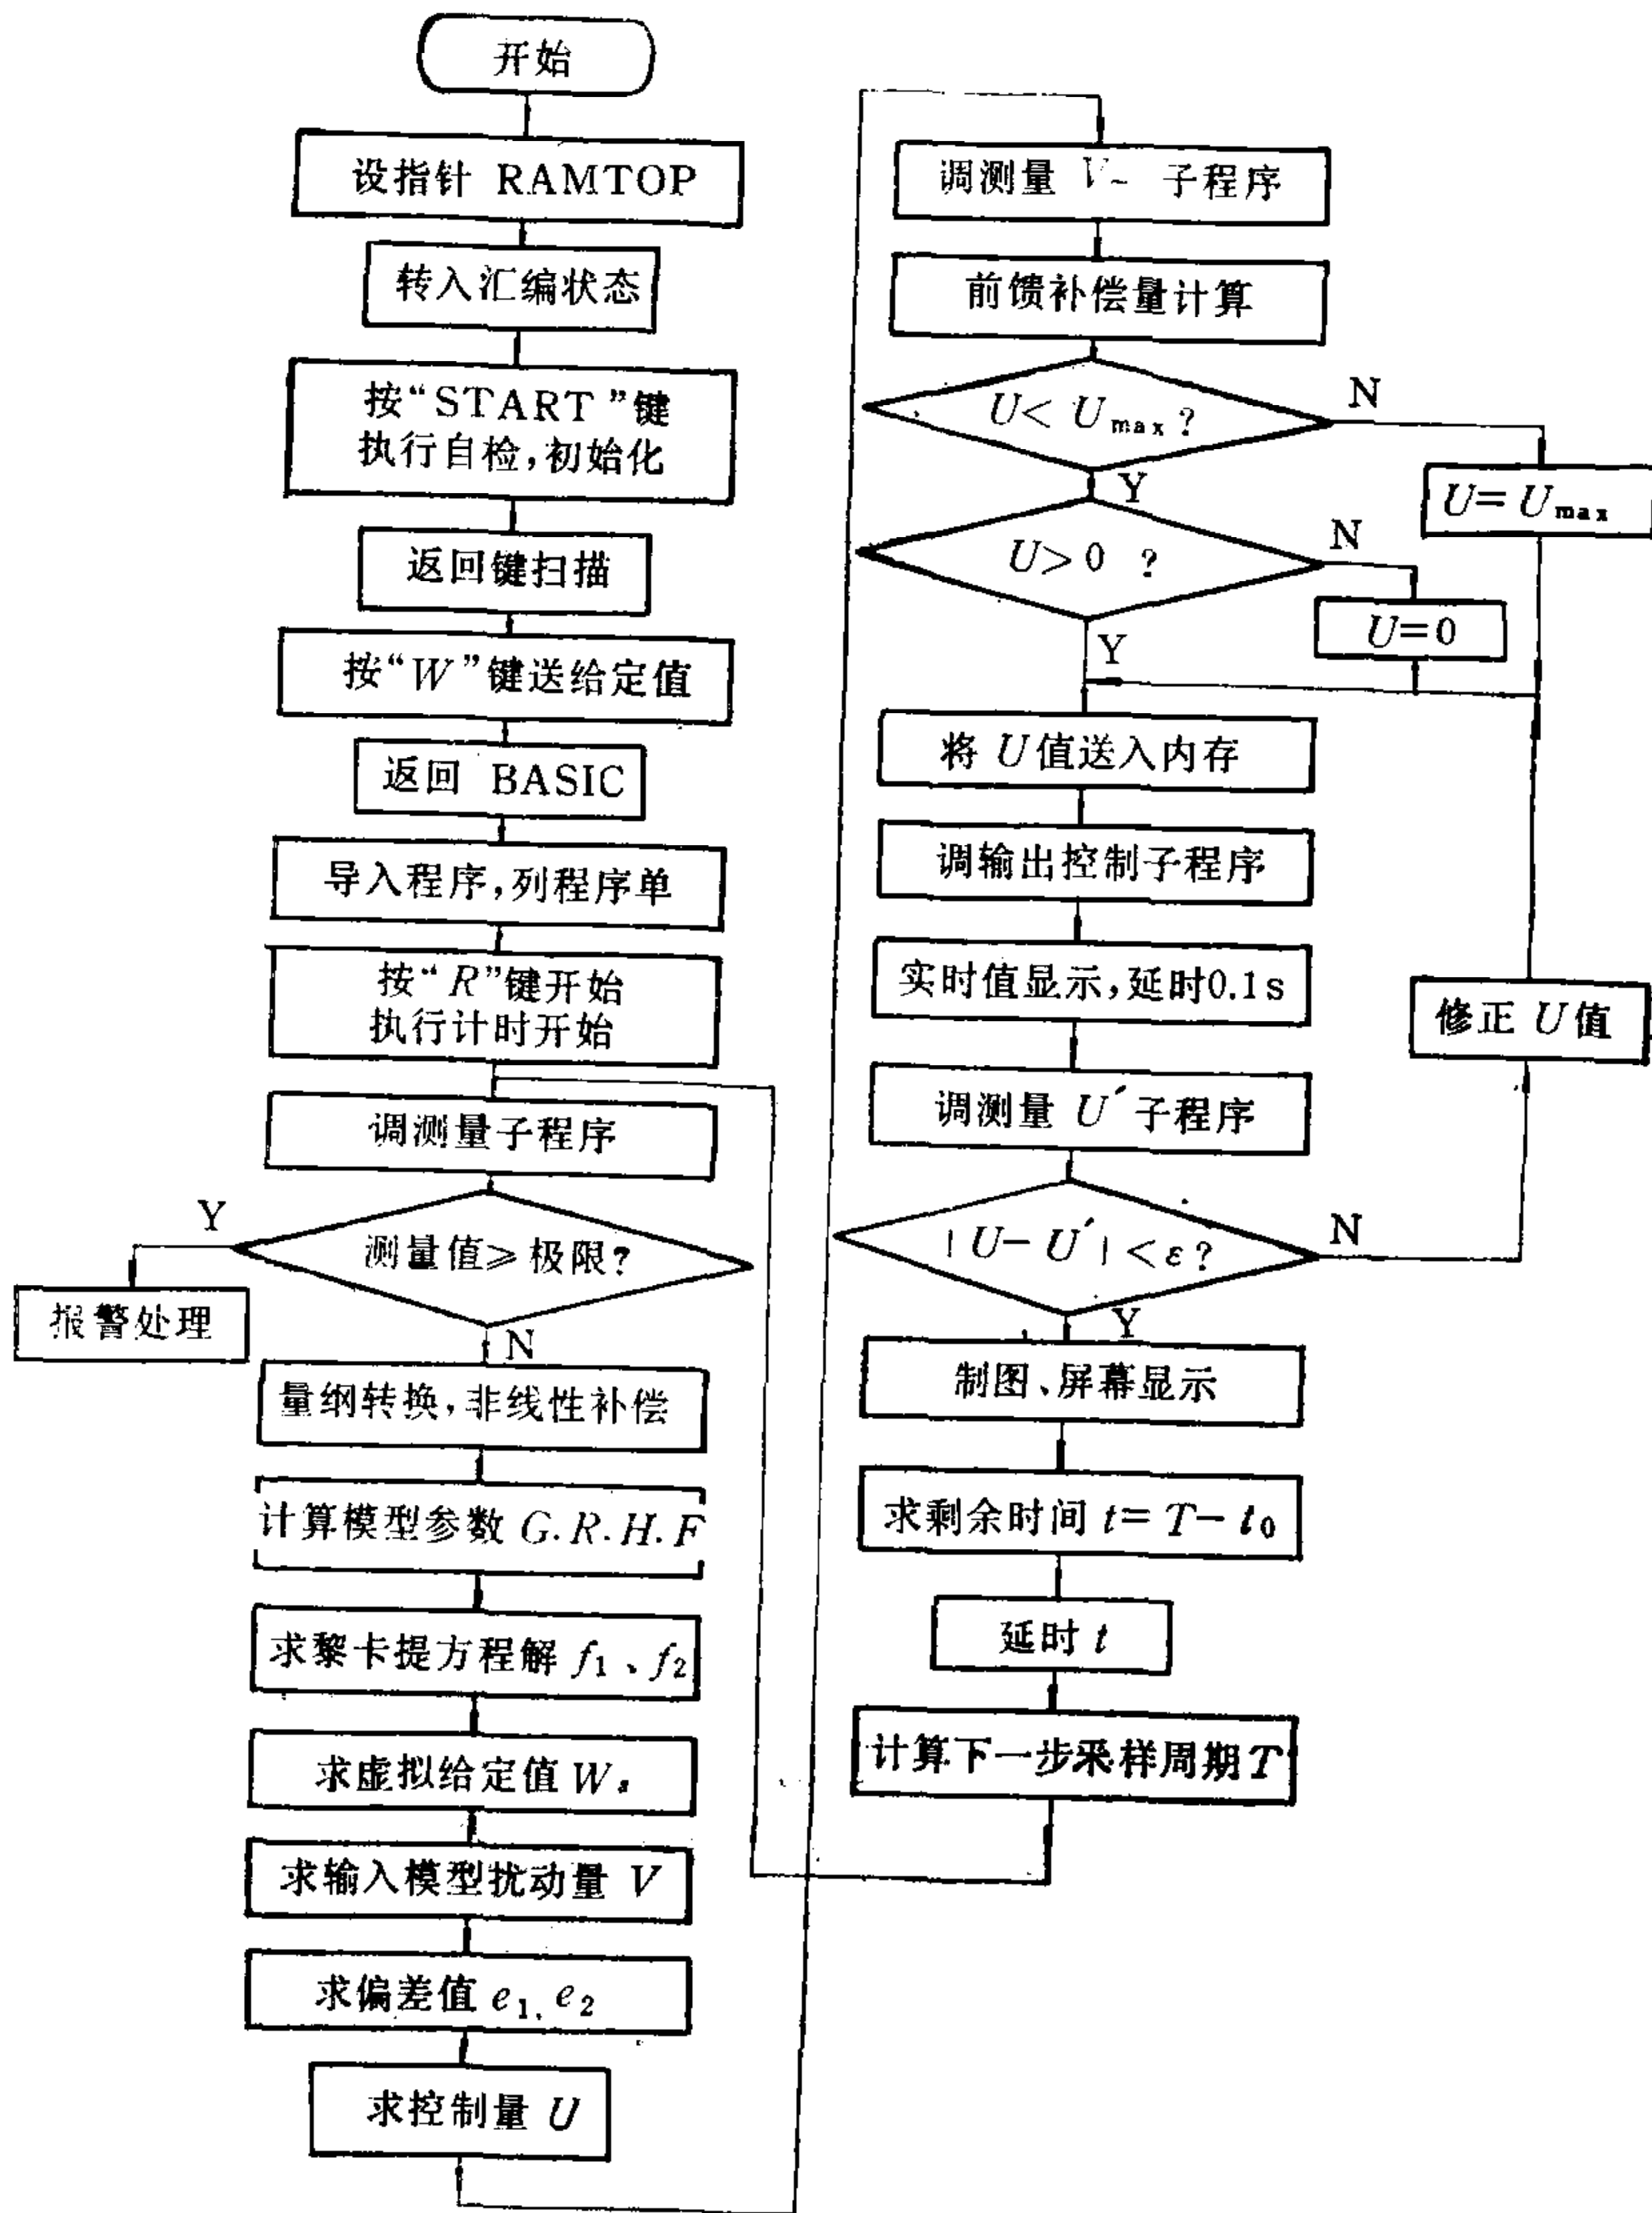 开始
设指针 RAMTOP
转入汇编状态
按“START”键
执行自检,初始化
返回键扫描
按“W”键送给定值
返回 BASIC
导入程序,列程序单
按“R”键开始
执行计时开始
调测量子程序
测量值≥极限?
Y
报警处理
N
量纲转换,非线性补偿
计算模型参数 G.R.H.F
求黎卡提方程解 f₁、f₂
求虚拟给定值 Wₛ
求输入模型扰动量 V
求偏差值 e₁, e₂
求控制量 U
调测量 V~ 子程序
前馈补偿量计算
U< Umax?
N
U= Umax
Y
U>0 ?
N
U=0
Y
将 U值送入内存
调输出控制子程序
实时值显示,延时0.1s
修正 U值
调测量 U′子程序
|U-U′|<ε?
N
Y
制图、屏幕显示
求剩余时间 t= T- t₀
延时 t
计算下一步采样周期T